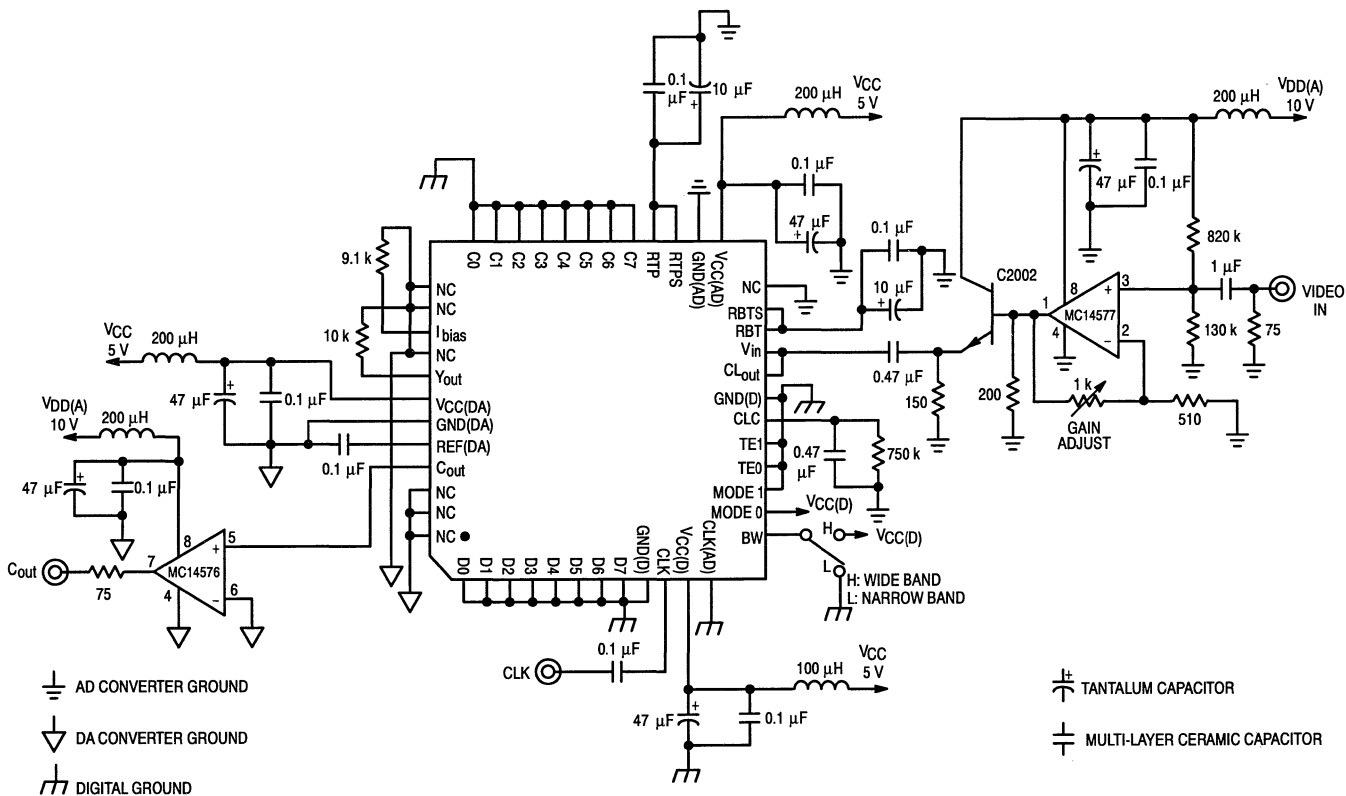 0.1
µF
10 µF
200 µH
VCC
5 V
200 µH
VDD(A)
10 V
0.1 µF
47 µF
47 µF
0.1 µF
820 k
1 µF
VIDEO
IN
130 k
75
C2002
1
8
4
3
2
+
–
MC14577
0.1 µF
10 µF
0.47 µF
150
200
1 k
GAIN
ADJUST
510
C0
C1
C2
C3
C4
C5
C6
C7
RTP
RTPS
GND(AD)
VCC(AD)
9.1 k
10 k
NC
NC
Ibias
NC
Yout
VCC(DA)
GND(DA)
REF(DA)
Cout
NC
NC
NC
NC
RBTS
RBT
Vin
CLout
GND(D)
CLC
TE1
TE0
MODE 1
MODE 0
BW
0.47
µF
750 k
VCC(D)
H
VCC(D)
L
H: WIDE BAND
L: NARROW BAND
VCC
5 V
200 µH
47 µF
0.1 µF
0.1 µF
VDD(A)
10 V
200 µH
47 µF
0.1 µF
Cout
75
7
8
4
5
6
+
–
MC14576
D0
D1
D2
D3
D4
D5
D6
D7
GND(D)
CLK
VCC(D)
CLK(AD)
CLK
0.1 µF
100 µH
VCC
5 V
47 µF
0.1 µF
AD CONVERTER GROUND
DA CONVERTER GROUND
DIGITAL GROUND
TANTALUM CAPACITOR
MULTI-LAYER CERAMIC CAPACITOR